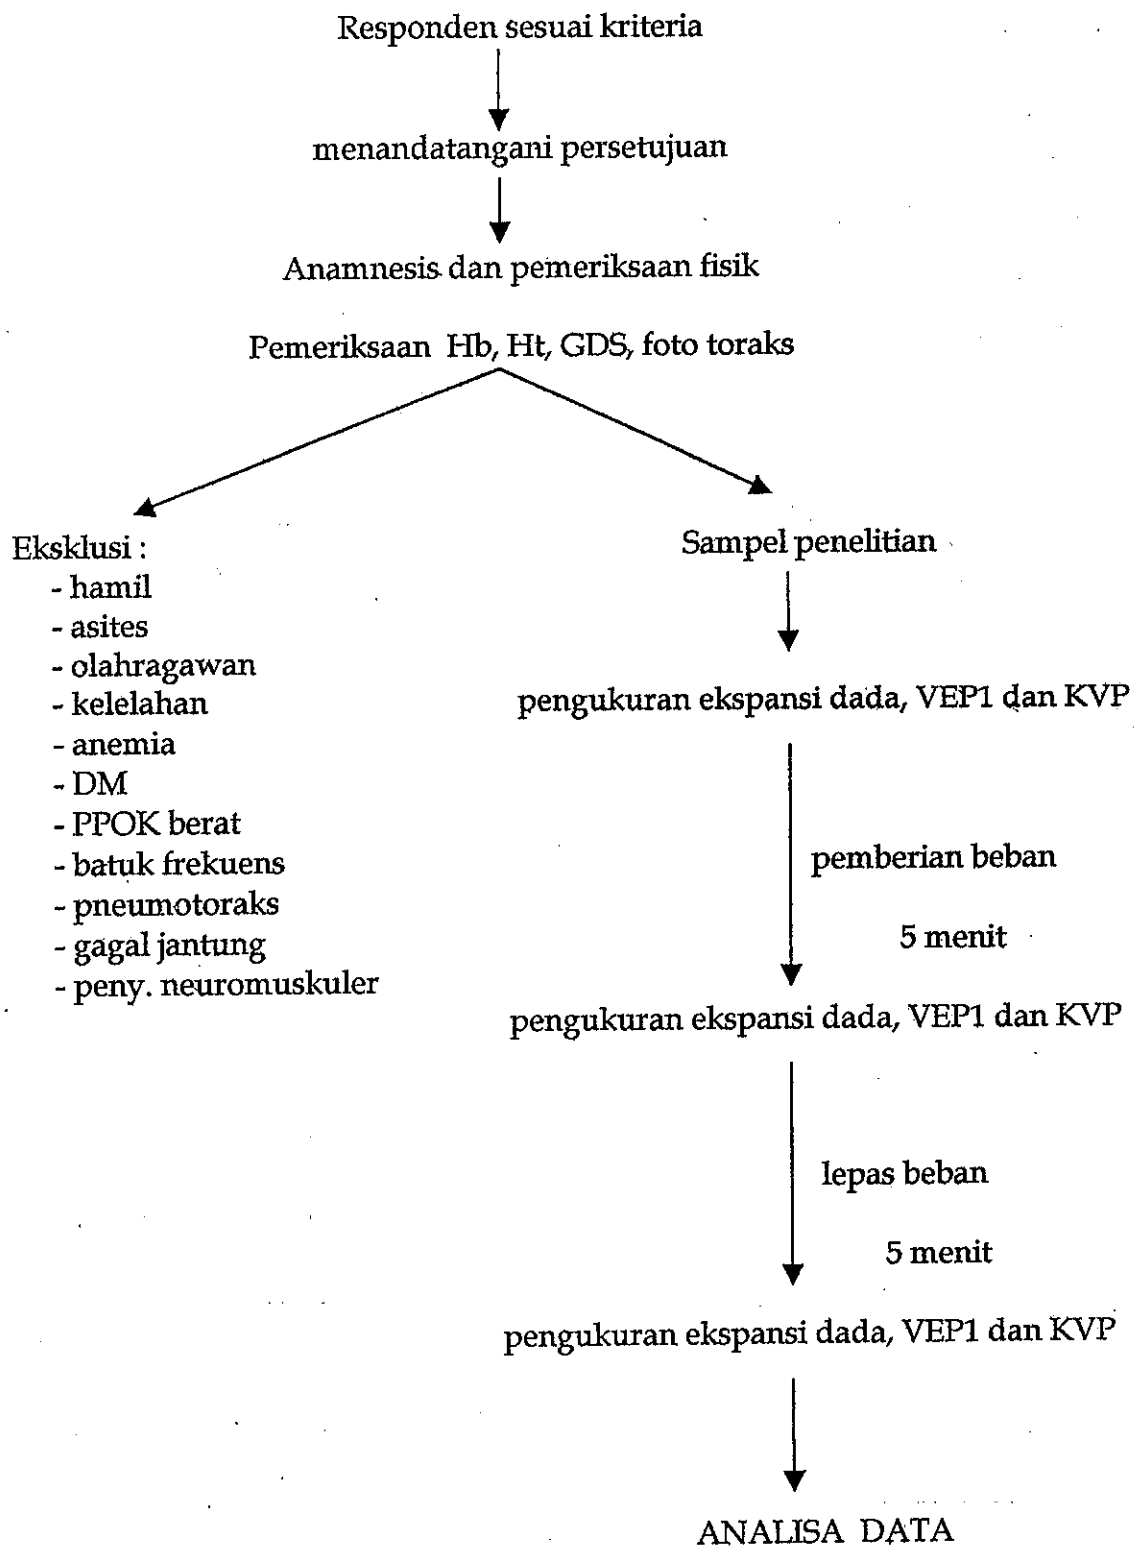 Responden sesuai kriteria
menandatangani persetujuan
Anamnesis dan pemeriksaan fisik
Pemeriksaan Hb, Ht, GDS, foto toraks
Eksklusi :
- hamil
- asites
- olahragawan
- kelelahan
- anemia
- DM
- PPOK berat
- batuk frekuens
- pneumotoraks
- gagal jantung
- peny. neuromuskuler
Sampel penelitian
pengukuran ekspansi dada, VEP1 dan KVP
pemberian beban
5 menit
pengukuran ekspansi dada, VEP1 dan KVP
lepas beban
5 menit
pengukuran ekspansi dada, VEP1 dan KVP
ANALISA DATA